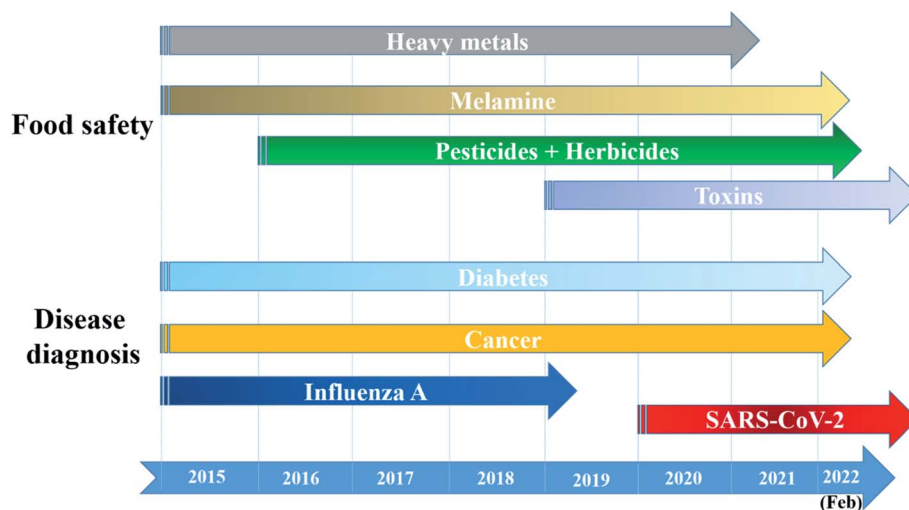 Heavy metals
Melamine
Food safety
Pesticides + Herbicides
Toxins
Diabetes
Disease
diagnosis
Cancer
Influenza A
SARS-CoV-2
2015 2016 2017 2018 2019 2020 2021 2022
(Feb)